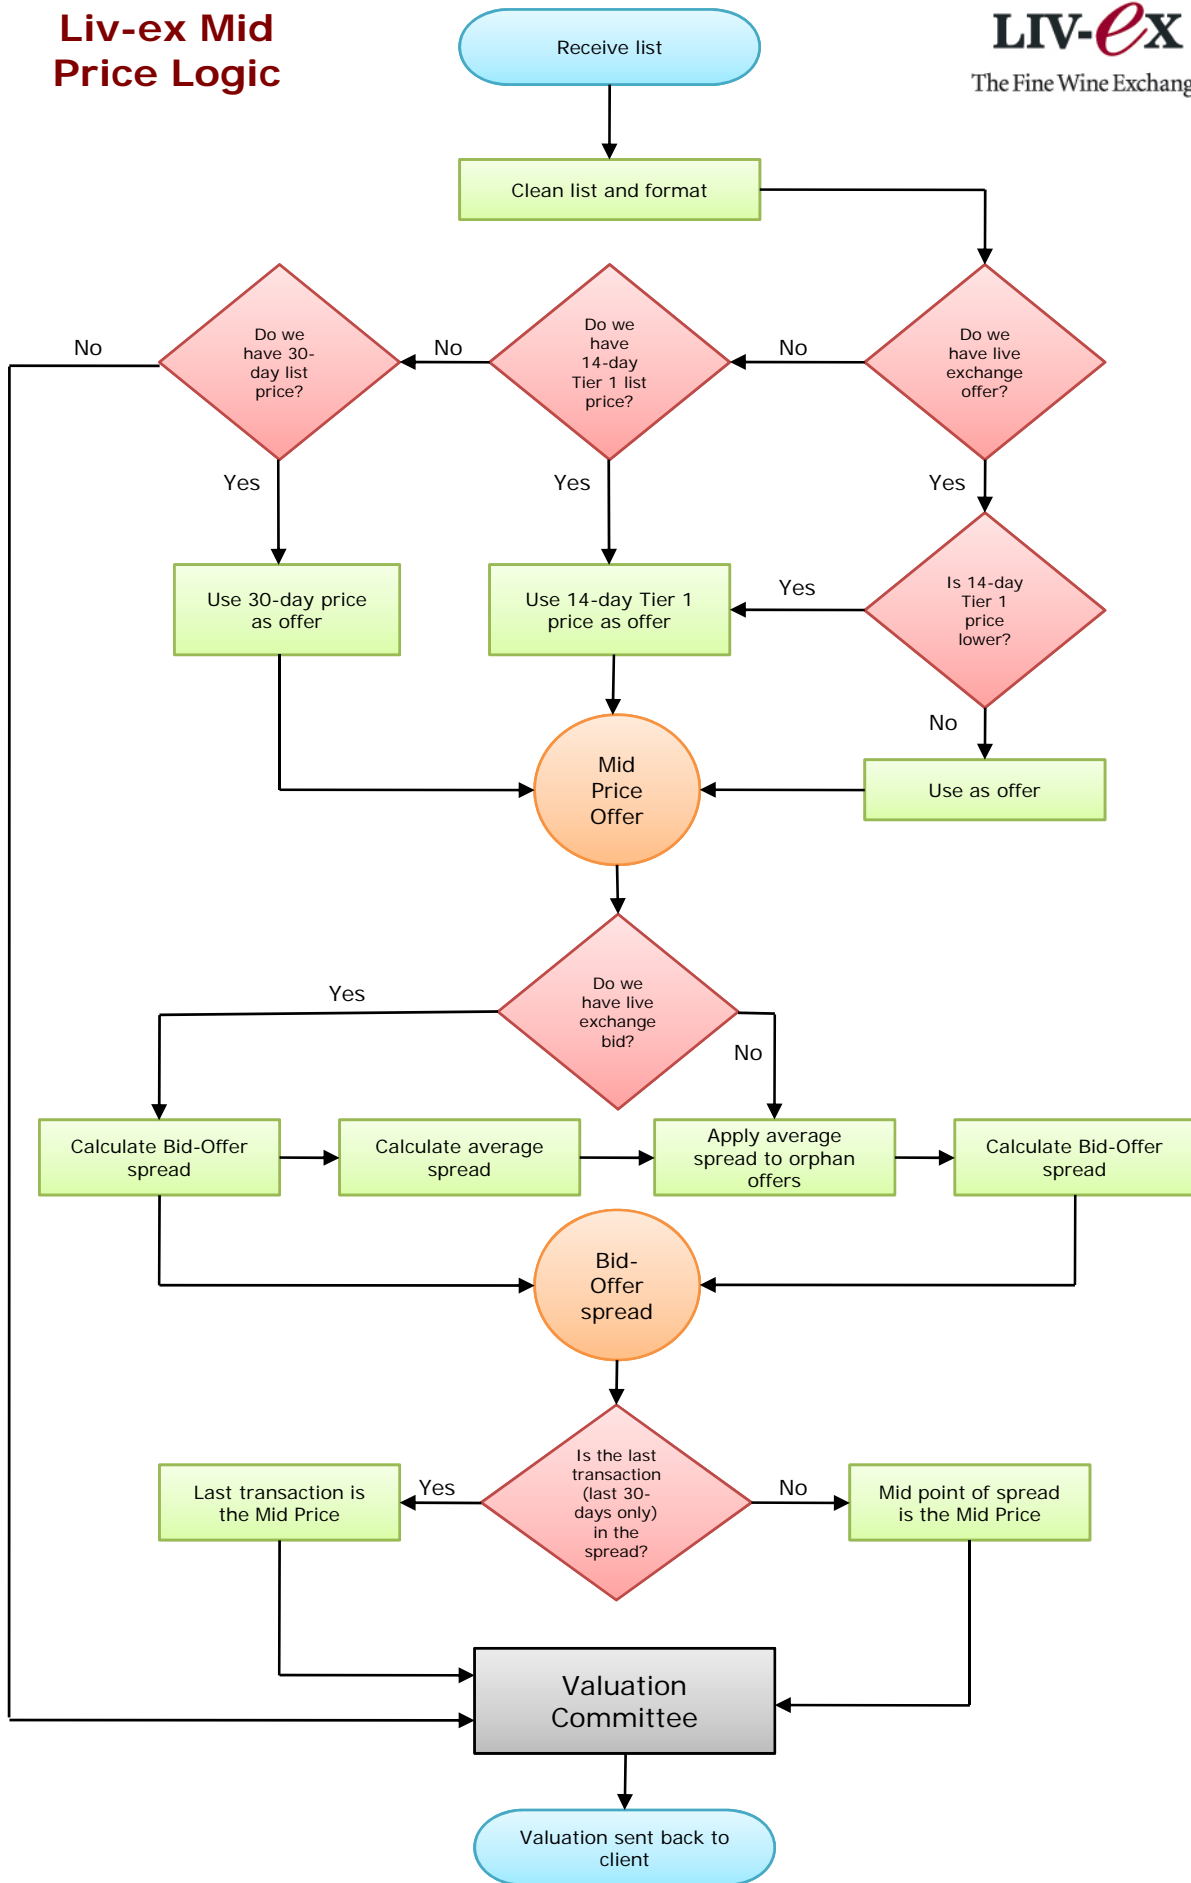 Liv-ex Mid
Price Logic
Receive list
LIV-ex
The Fine Wine Exchang
Clean list and format
Do we
have 30-
day list
price?
No
No
Do we
have
14-day
Tier 1 list
price?
No
Do we
have live
exchange
offer?
Yes
Yes
Yes
Use 30-day price
as offer
Use 14-day Tier 1
price as offer
Yes
Is 14-day
Tier 1
price
lower?
No
Mid
Price
Offer
Use as offer
Do we
have live
exchange
bid?
Yes
No
Calculate Bid-Offer
spread
Calculate average
spread
Apply average
spread to orphan
offers
Calculate Bid-Offer
spread
Bid-
Offer
spread
Last transaction is
the Mid Price
Yes
Is the last
transaction
(last 30-
days only)
in the
spread?
No
Mid point of spread
is the Mid Price
Valuation
Committee
Valuation sent back to
client